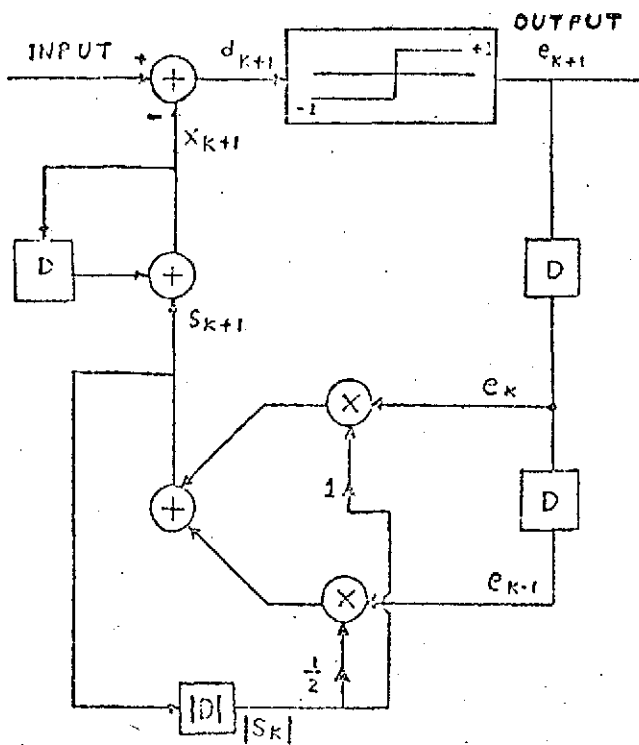 INPUT
+
+
-
d_{K+1}
+1
-1
OUTPUT
e_{K+1}
X_{K+1}
D
+
S_{K+1}
D
e_K
×
1
+
D
×
e_{K-1}
1/2
|D|
|S_K|